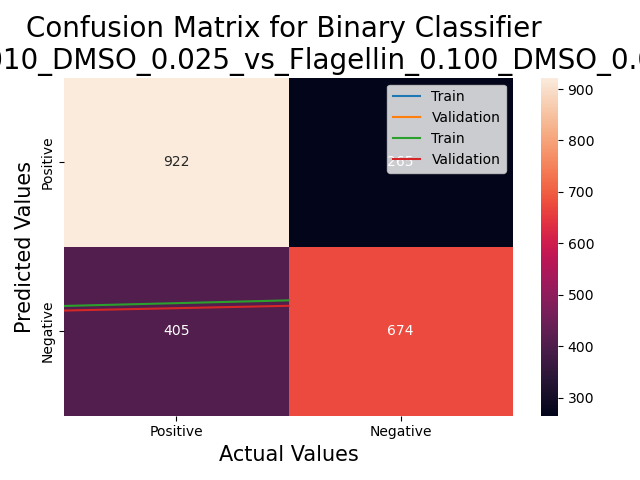 Confusion Matrix for Binary Classifier
010_DMSO_0.025_vs_Flagellin_0.100_DMSO_0.0
Train
Validation
Train
Validation
922
265
405
674
Positive
Negative
Predicted Values
Positive
Negative
Actual Values
900
800
700
600
500
400
300